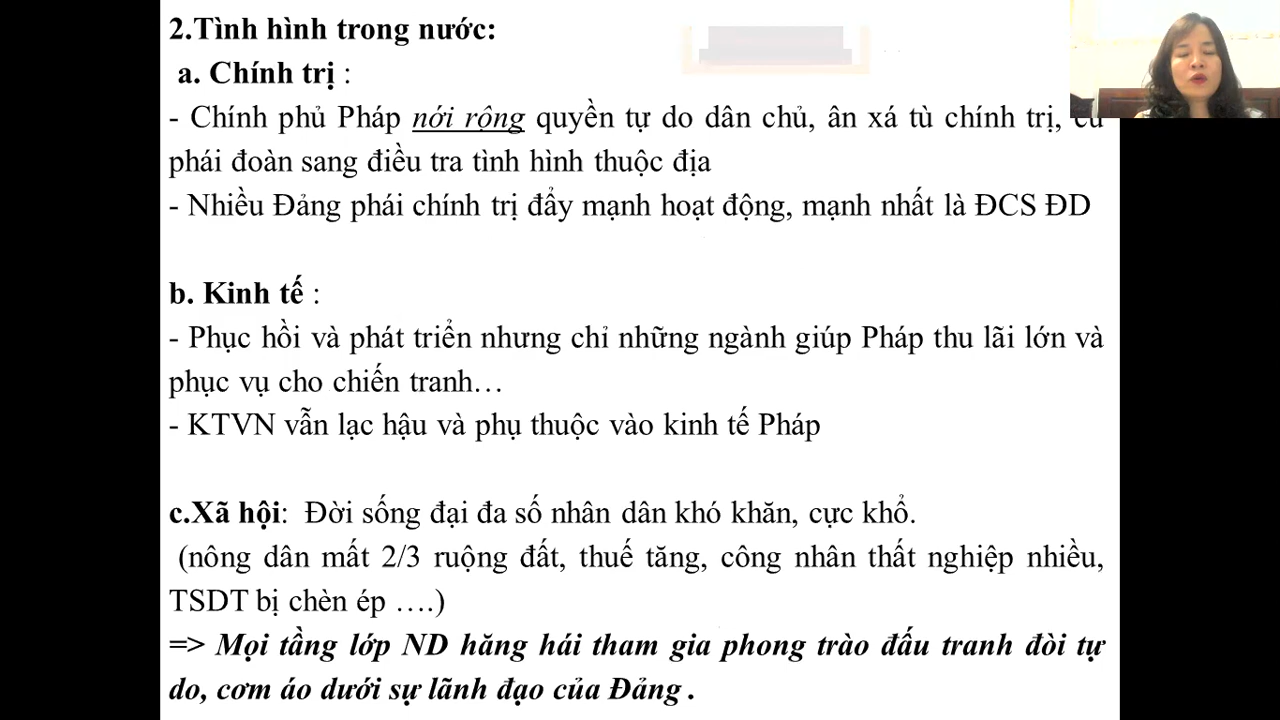 2.Tình hình trong nước:
a. Chính trị :
- Chính phủ Pháp nới rộng quyền tự do dân chủ, ân xá tù chính trị, cử
phái đoàn sang điều tra tình hình thuộc địa
- Nhiều Đảng phái chính trị đẩy mạnh hoạt động, mạnh nhất là ĐCS ĐD
b. Kinh tế :
- Phục hồi và phát triển nhưng chỉ những ngành giúp Pháp thu lãi lớn và
phục vụ cho chiến tranh…
- KTVN vẫn lạc hậu và phụ thuộc vào kinh tế Pháp
c.Xã hội: Đời sống đại đa số nhân dân khó khăn, cực khổ.
(nông dân mất 2/3 ruộng đất, thuế tăng, công nhân thất nghiệp nhiều,
TSDT bị chèn ép ….)
=> Mọi tầng lớp ND hăng hái tham gia phong trào đấu tranh đòi tự
do, cơm áo dưới sự lãnh đạo của Đảng .